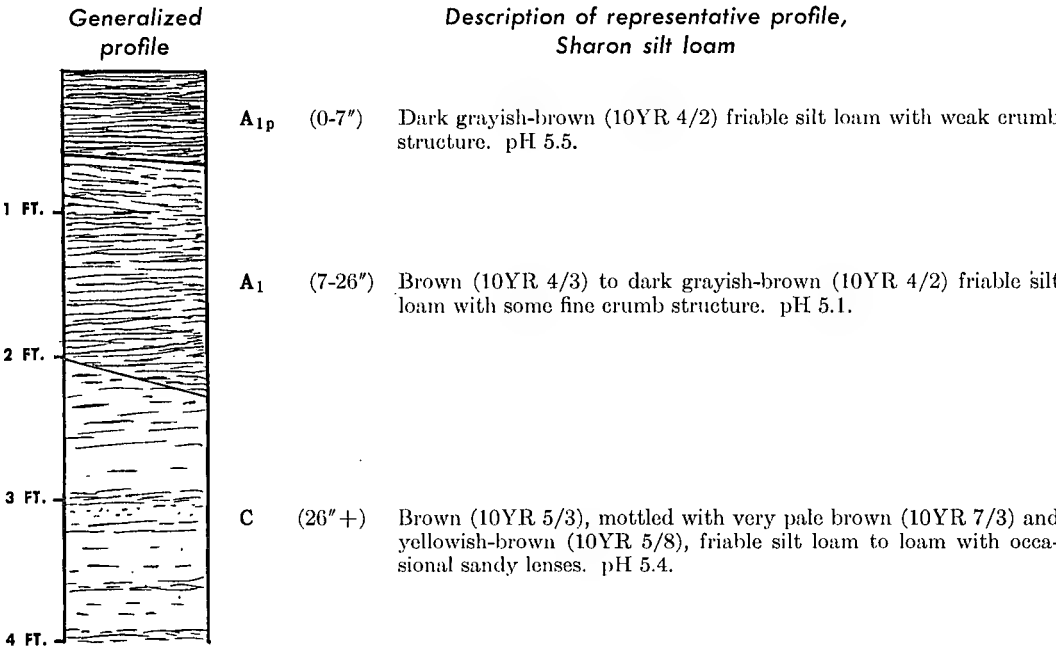 Generalized
profile
Description of representative profile,
Sharon silt loam
A1p (0-7″) Dark grayish-brown (10YR 4/2) friable silt loam with weak crumb
structure. pH 5.5.
1 FT.
A1 (7-26″) Brown (10YR 4/3) to dark grayish-brown (10YR 4/2) friable silt
loam with some fine crumb structure. pH 5.1.
2 FT.
3 FT.
C (26″+) Brown (10YR 5/3), mottled with very pale brown (10YR 7/3) and
yellowish-brown (10YR 5/8), friable silt loam to loam with occa-
sional sandy lenses. pH 5.4.
4 FT.